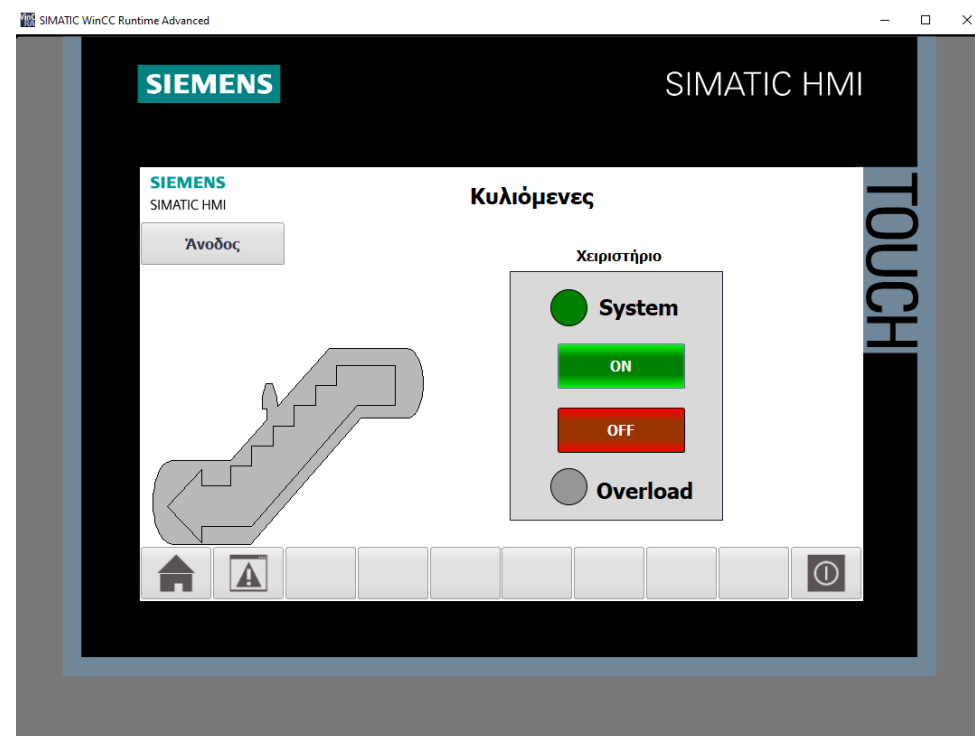 SIMATIC WinCC Runtime Advanced
SIEMENS
SIMATIC HMI
TOUCH
SIEMENS
SIMATIC HMI
Κυλιόμενες
Άνοδος
Χειριστήριο
System
ON
OFF
Overload